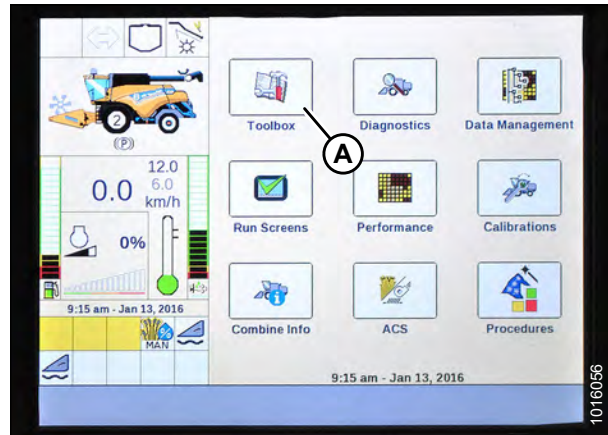 Toolbox
Diagnostics
Data Management
A
2
(P)
12.0
6.0
0.0
km/h
Run Screens
Performance
Calibrations
0%
9:15 am - Jan 13, 2016
MAN
Combine Info
ACS
Procedures
9:15 am - Jan 13, 2016
1016056